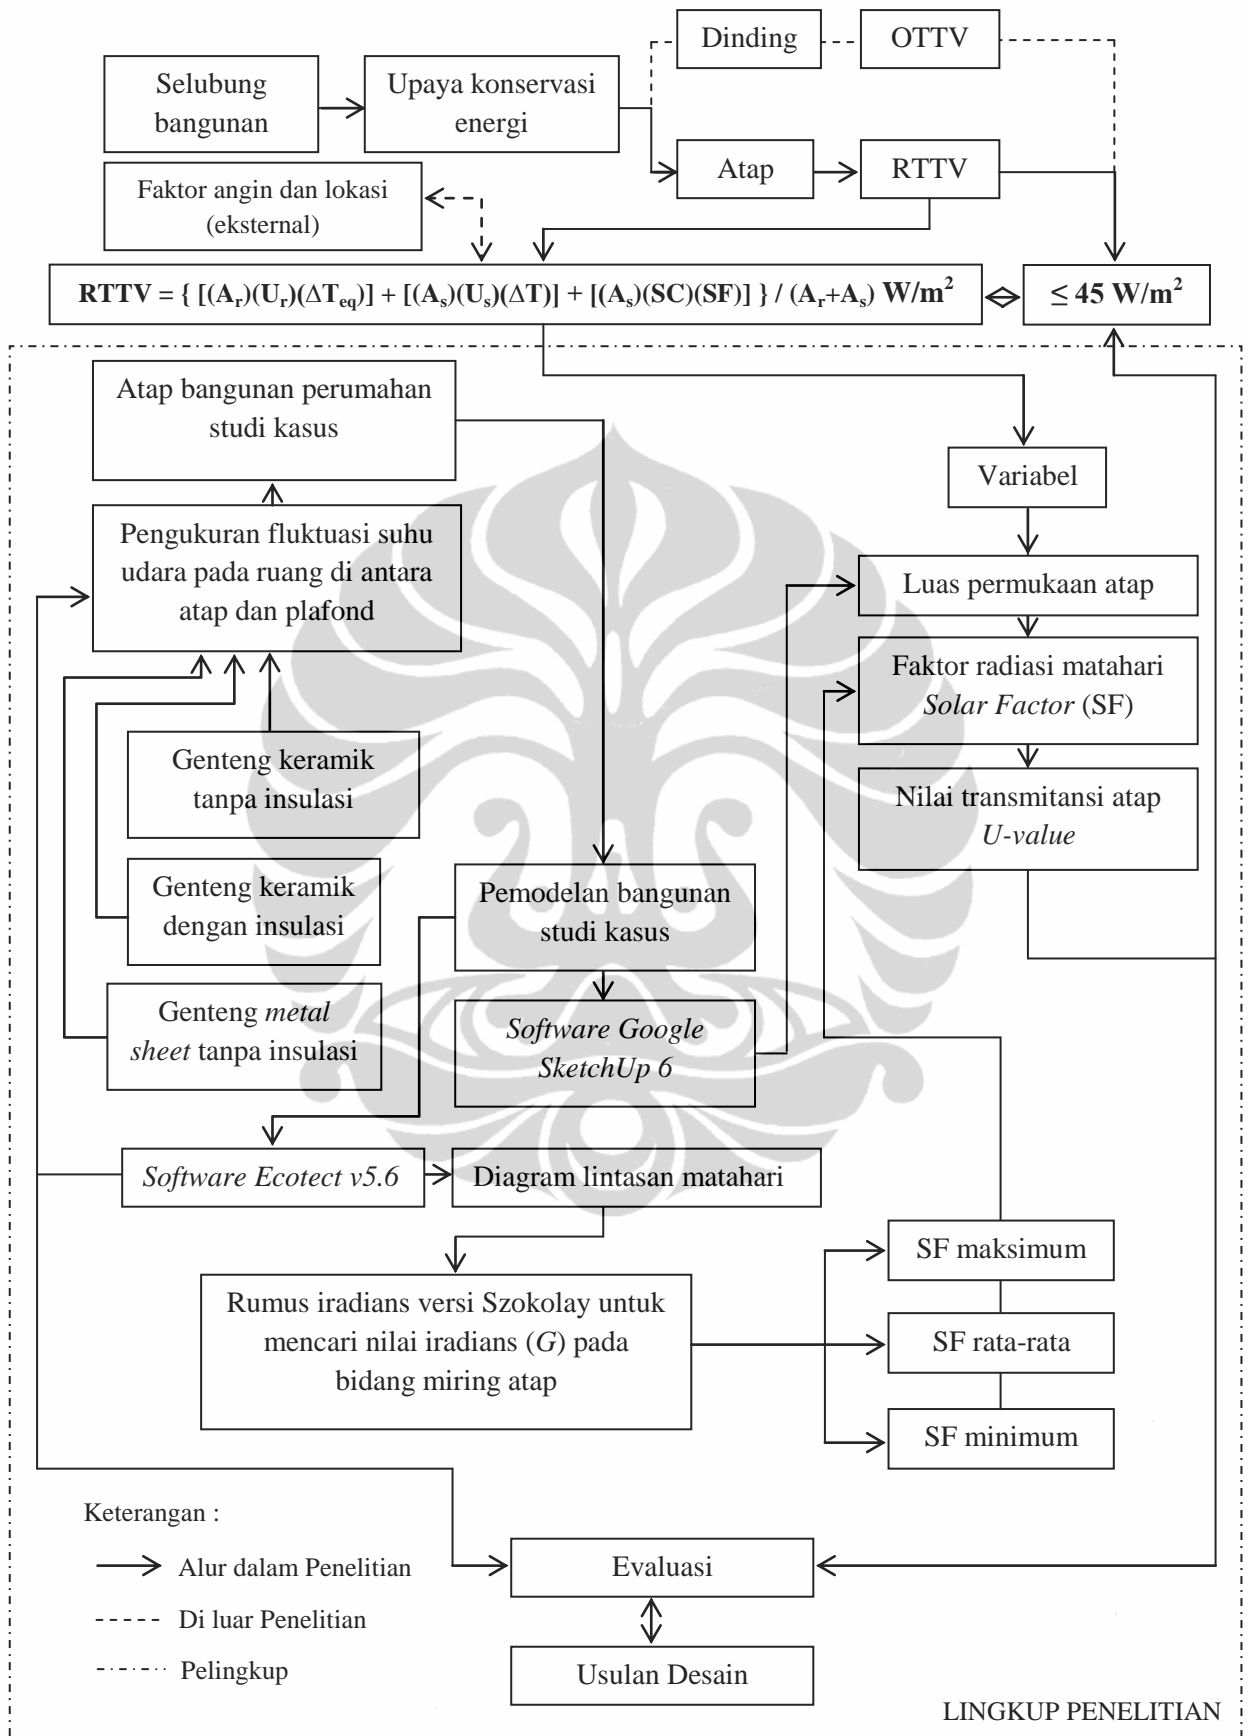 Dinding
OTTV
Selubung
bangunan
Upaya konservasi
energi
Atap
RTTV
Faktor angin dan lokasi
(eksternal)
RTTV = { [(Aᵣ)(Uᵣ)(ΔT_eq)] + [(Aₛ)(Uₛ)(ΔT)] + [(Aₛ)(SC)(SF)] } / (Aᵣ+Aₛ) W/m²
≤ 45 W/m²
Atap bangunan perumahan
studi kasus
Variabel
Pengukuran fluktuasi suhu
udara pada ruang di antara
atap dan plafond
Luas permukaan atap
Faktor radiasi matahari
Solar Factor (SF)
Genteng keramik
tanpa insulasi
Nilai transmitansi atap
U-value
Genteng keramik
dengan insulasi
Pemodelan bangunan
studi kasus
Genteng metal
sheet tanpa insulasi
Software Google
SketchUp 6
Software Ecotect v5.6
Diagram lintasan matahari
SF maksimum
Rumus iradians versi Szokolay untuk
mencari nilai iradians (G) pada
bidang miring atap
SF rata-rata
SF minimum
Keterangan :
Alur dalam Penelitian
Di luar Penelitian
Pelingkup
Evaluasi
Usulan Desain
LINGKUP PENELITIAN